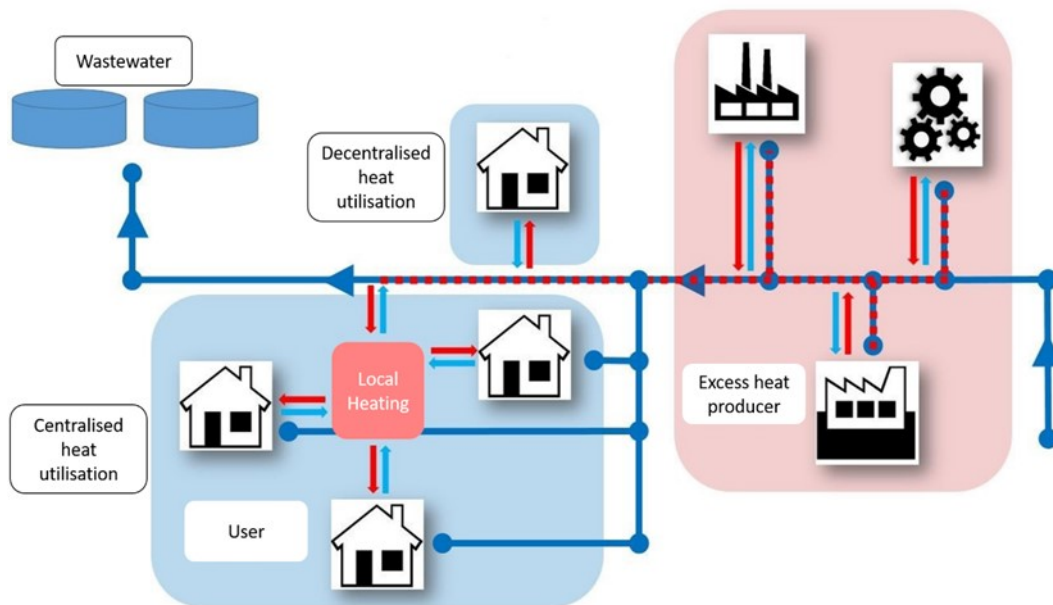 Wastewater
Decentralised
heat
utilisation
Local
Heating
Excess heat
producer
Centralised
heat
utilisation
User